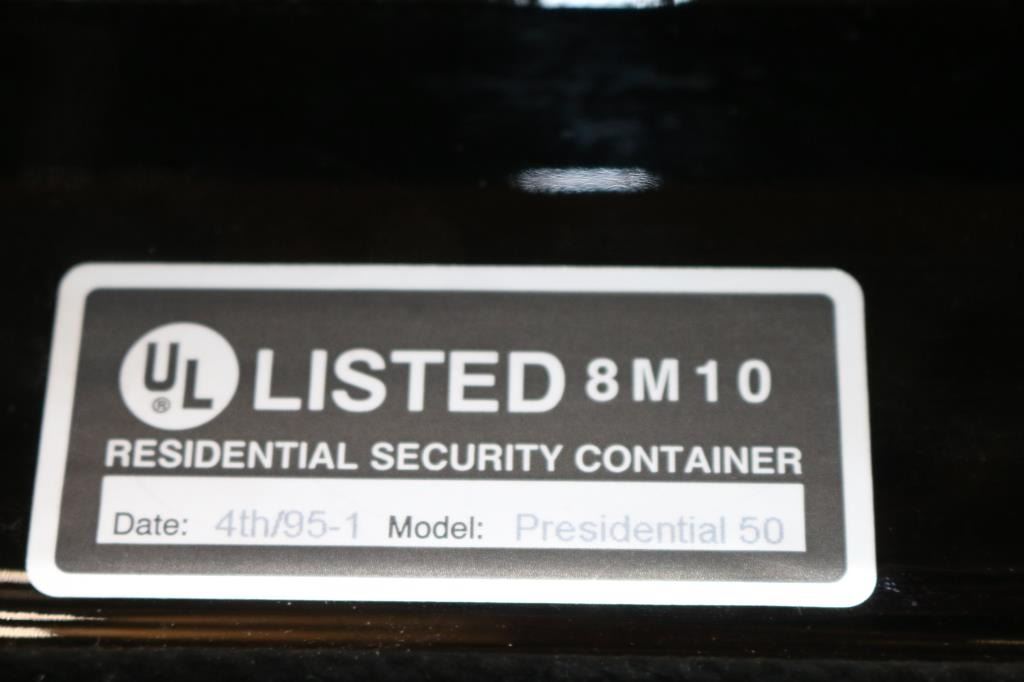 UL® LISTED 8M10
RESIDENTIAL SECURITY CONTAINER
Date: 4th/95-1 Model: Presidential 50